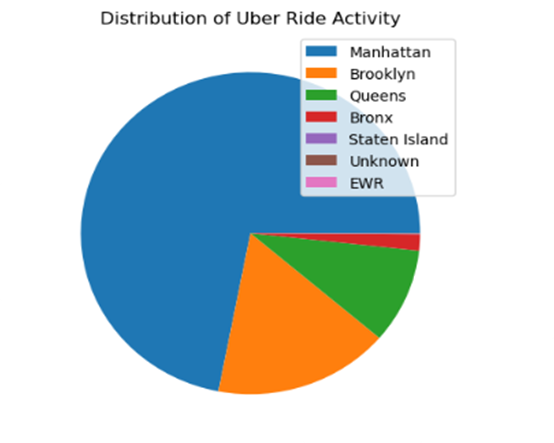 Distribution of Uber Ride Activity
Manhattan
Brooklyn
Queens
Bronx
Staten Island
Unknown
EWR